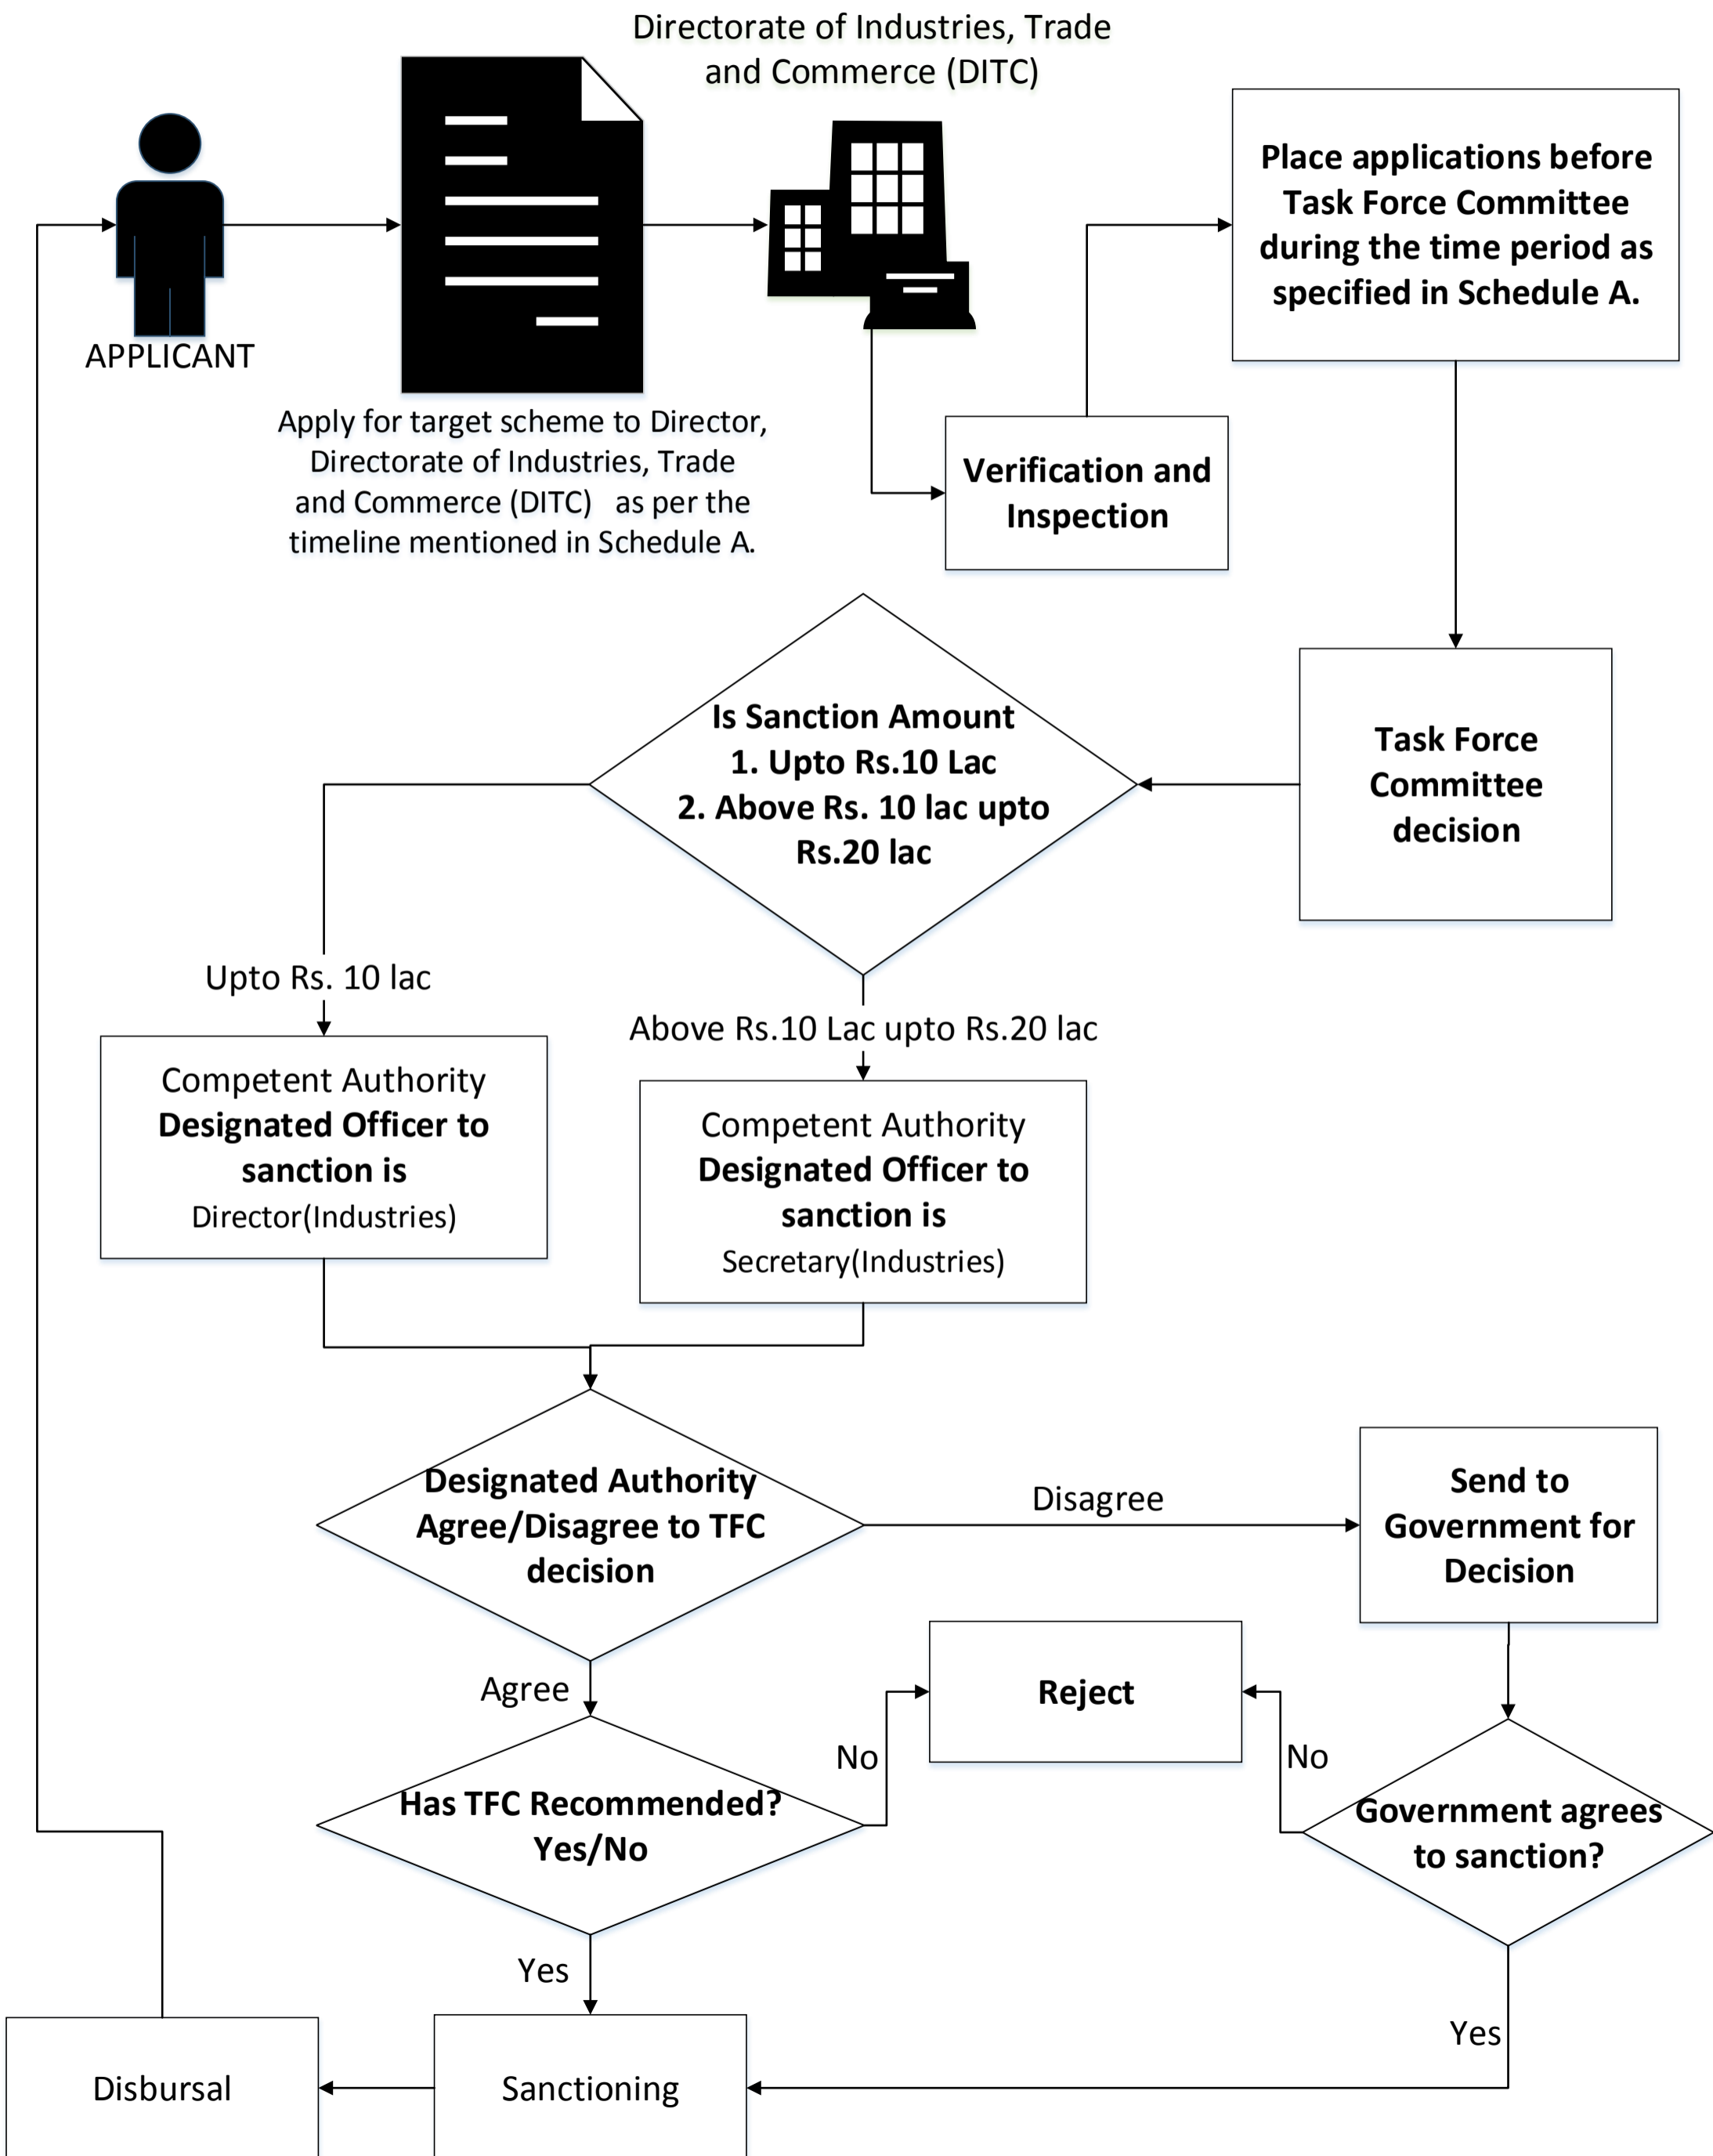 Directorate of Industries, Trade
and Commerce (DITC)
APPLICANT
Apply for target scheme to Director,
Directorate of Industries, Trade
and Commerce (DITC) as per the
timeline mentioned in Schedule A.
Verification and
Inspection
Place applications before
Task Force Committee
during the time period as
specified in Schedule A.
Task Force
Committee
decision
Is Sanction Amount
1. Upto Rs.10 Lac
2. Above Rs. 10 lac upto
Rs.20 lac
Upto Rs. 10 lac
Above Rs.10 Lac upto Rs.20 lac
Competent Authority
Designated Officer to
sanction is
Director(Industries)
Competent Authority
Designated Officer to
sanction is
Secretary(Industries)
Designated Authority
Agree/Disagree to TFC
decision
Disagree
Send to
Government for
Decision
Agree
Reject
No
No
Has TFC Recommended?
Yes/No
Government agrees
to sanction?
Yes
Yes
Disbursal
Sanctioning